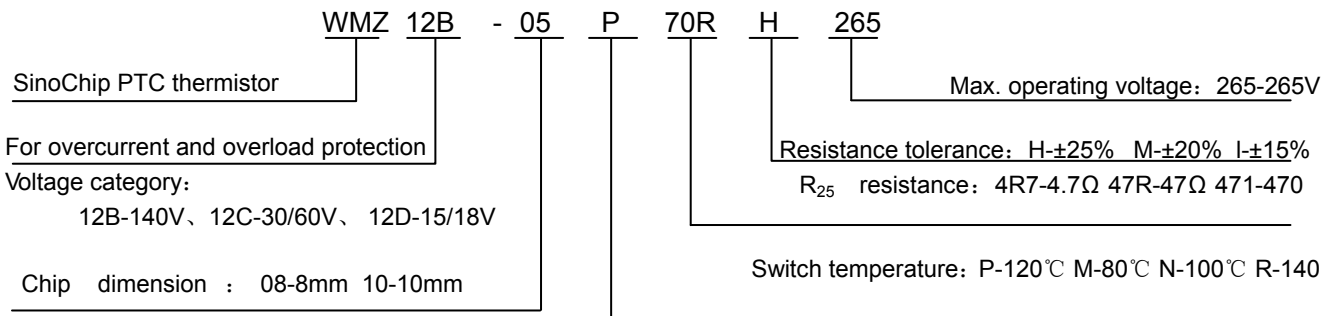 WMZ 12B - 05 P 70R H 265
SinoChip PTC thermistor
Max. operating voltage：265-265V
For overcurrent and overload protection
Resistance tolerance：H-±25% M-±20% I-±15%
Voltage category：
R25 resistance：4R7-4.7Ω 47R-47Ω 471-470
12B-140V、12C-30/60V、 12D-15/18V
Switch temperature：P-120℃ M-80℃ N-100℃ R-140
Chip dimension ： 08-8mm 10-10mm